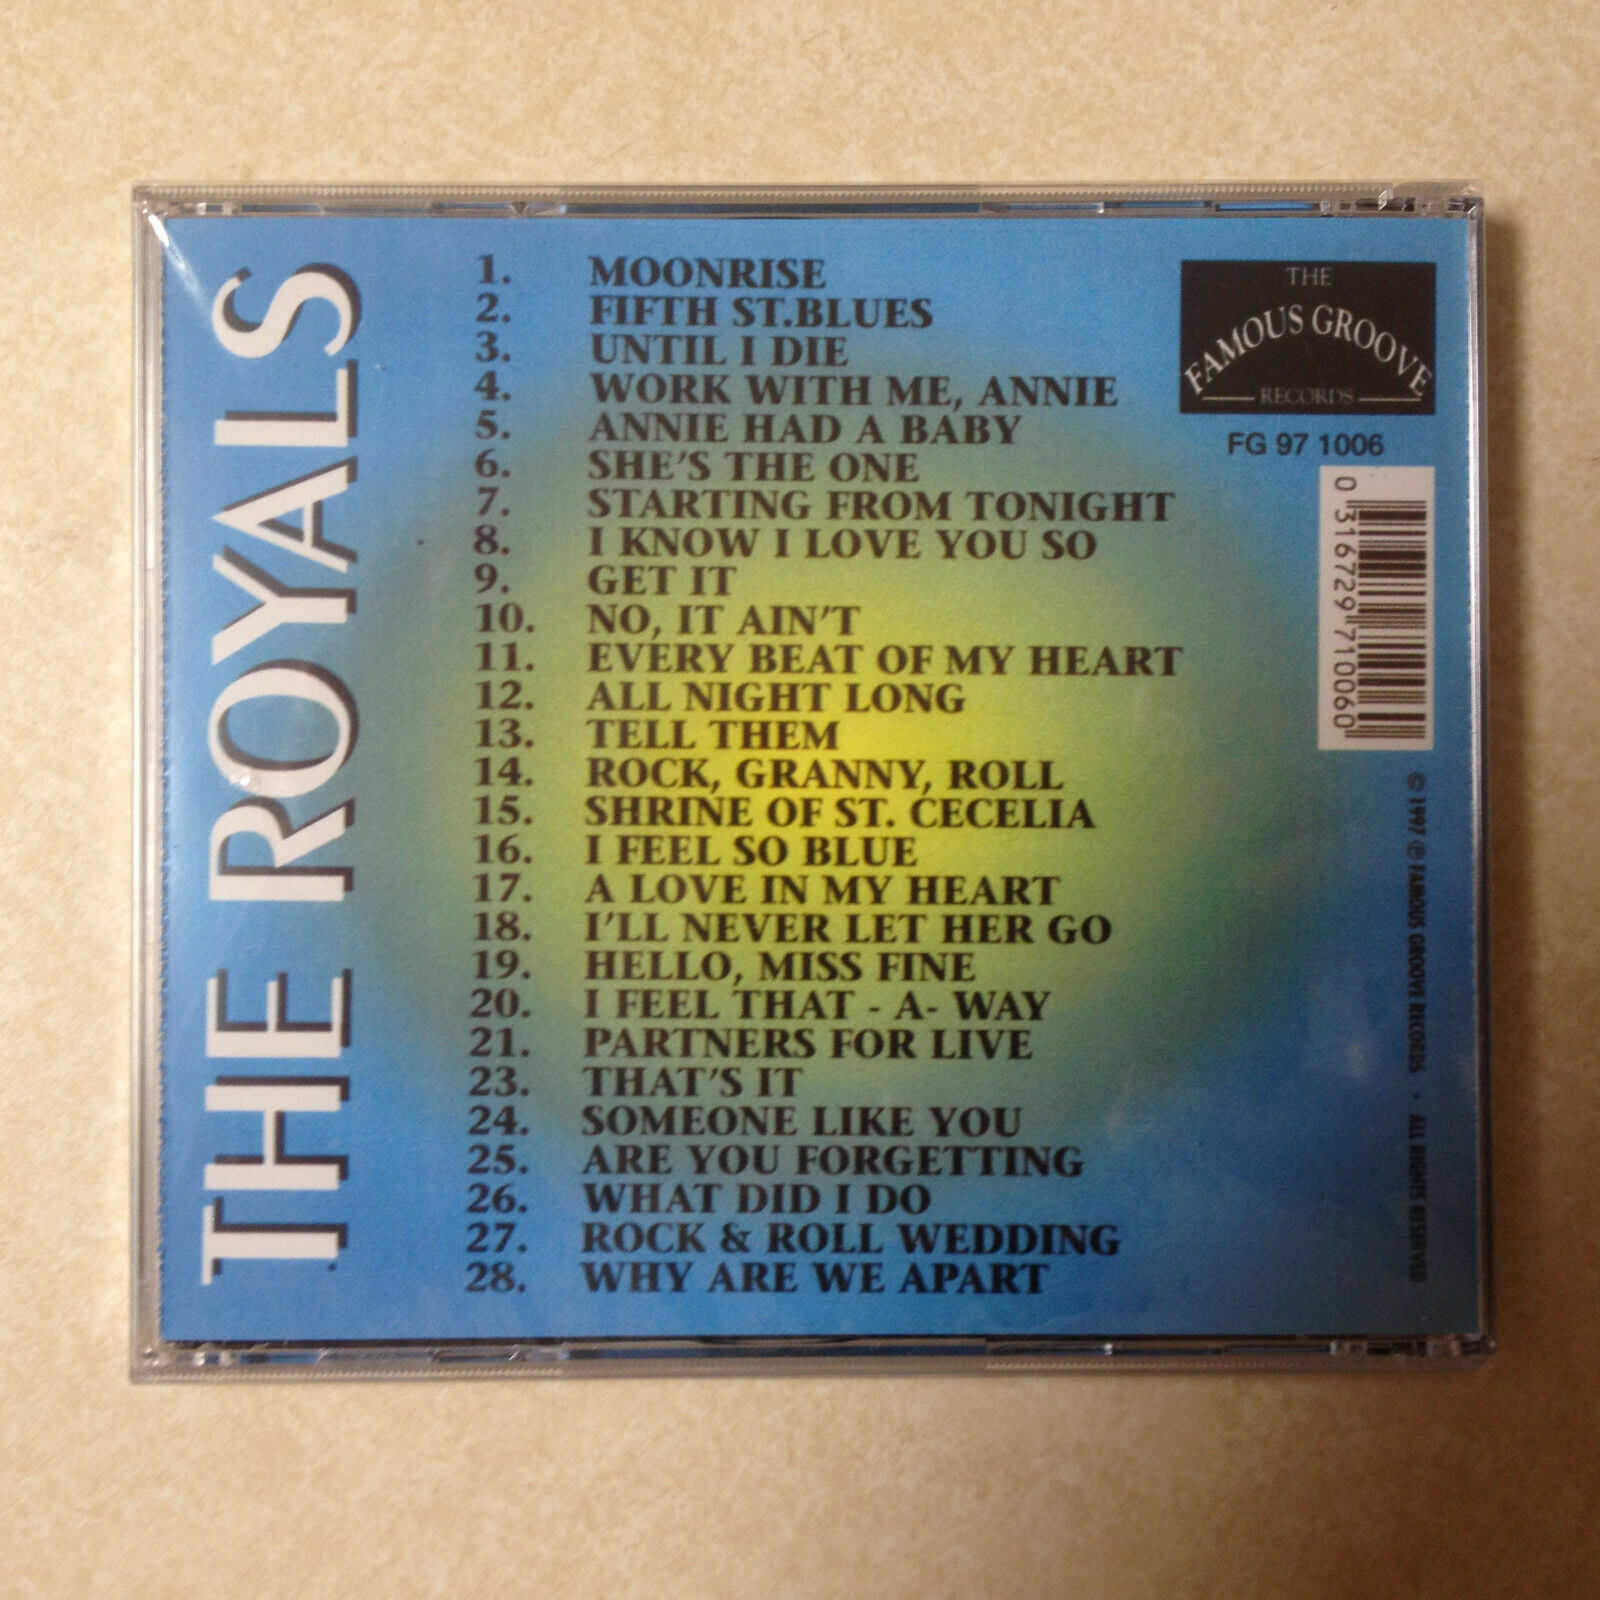 THE ROYALS
1. MOONRISE
2. FIFTH ST.BLUES
3. UNTIL I DIE
4. WORK WITH ME, ANNIE
5. ANNIE HAD A BABY
6. SHE'S THE ONE
7. STARTING FROM TONIGHT
8. I KNOW I LOVE YOU SO
9. GET IT
10. NO, IT AIN'T
11. EVERY BEAT OF MY HEART
12. ALL NIGHT LONG
13. TELL THEM
14. ROCK, GRANNY, ROLL
15. SHRINE OF ST. CECELIA
16. I FEEL SO BLUE
17. A LOVE IN MY HEART
18. I'LL NEVER LET HER GO
19. HELLO, MISS FINE
20. I FEEL THAT - A- WAY
21. PARTNERS FOR LIVE
23. THAT'S IT
24. SOMEONE LIKE YOU
25. ARE YOU FORGETTING
26. WHAT DID I DO
27. ROCK & ROLL WEDDING
28. WHY ARE WE APART
THE
FAMOUS GROOVE
RECORDS
FG 97 1006
0 31672971006 0
© 1997 ℗ FAMOUS GROOVE RECORDS • ALL RIGHTS RESERVED